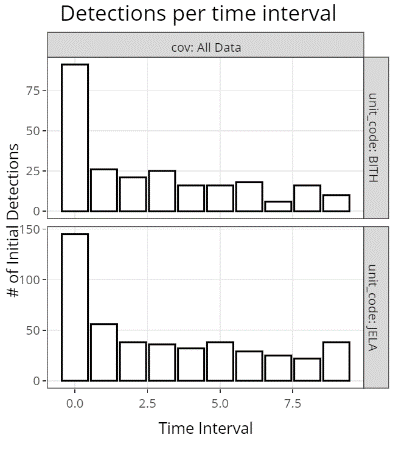 Detections per time interval
cov: All Data
# of Initial Detections
75
50
25
0
unit_code: BITH
150
100
50
0
unit_code: JELA
0.0 2.5 5.0 7.5
Time Interval